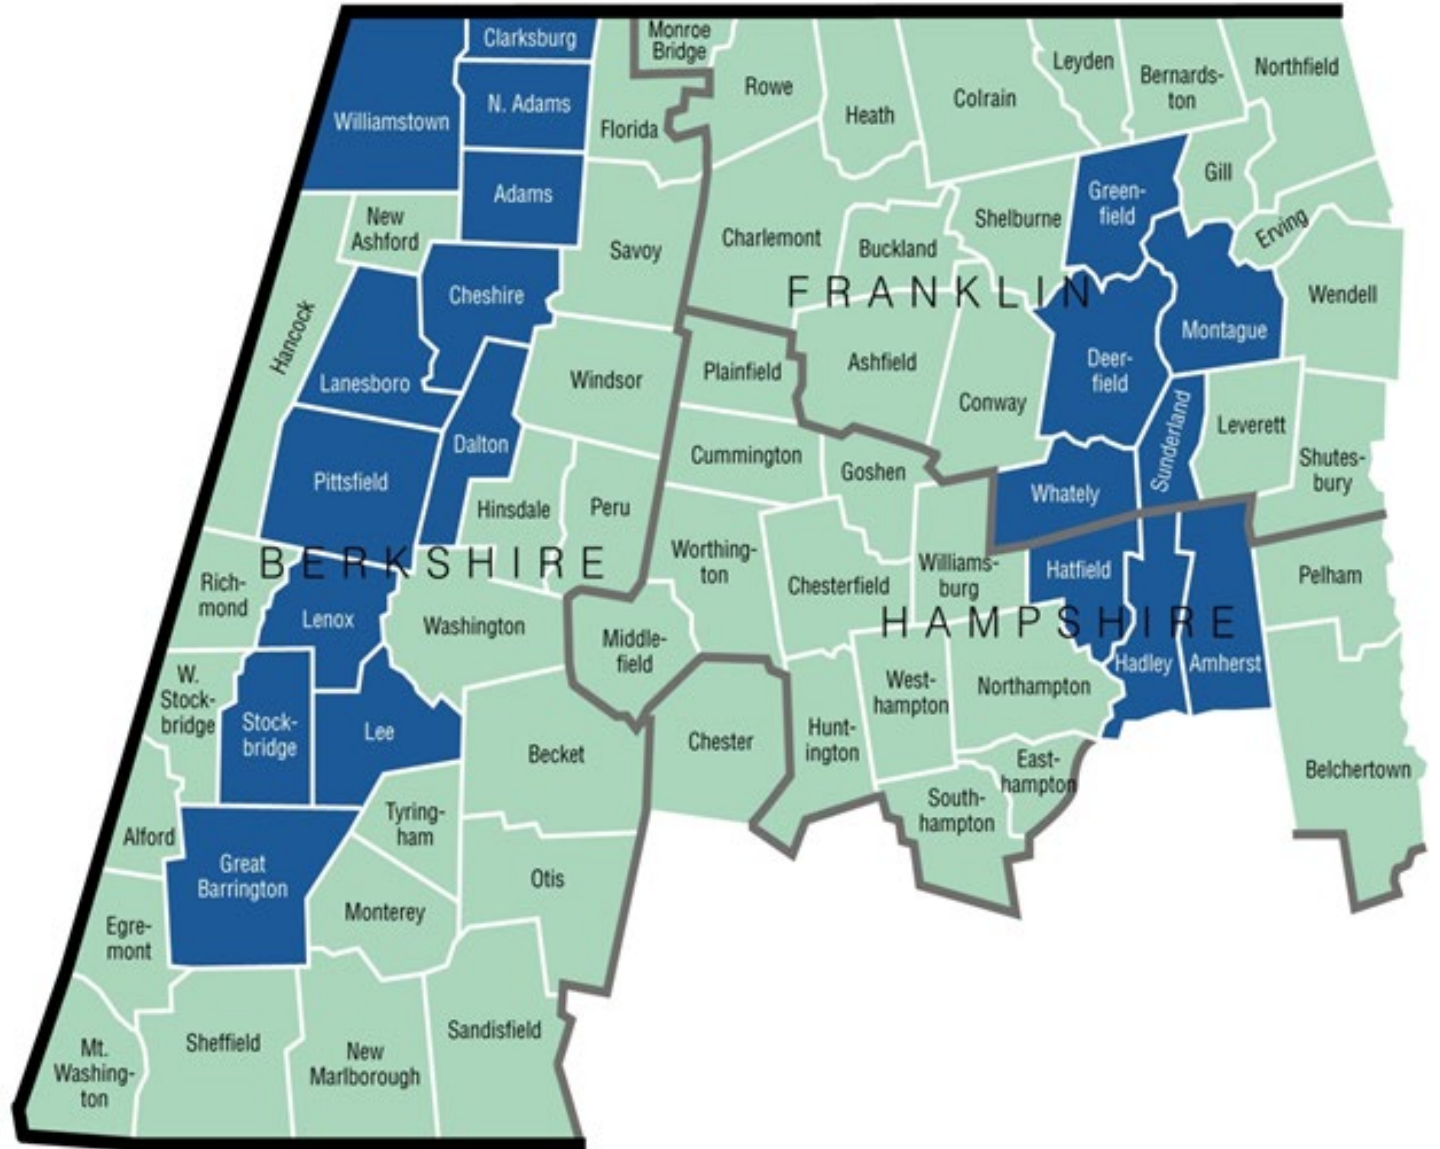 Clarksburg
Monroe
Bridge
Leyden
Northfield
Bernards-
ton
Rowe
Colrain
N. Adams
Heath
Williamstown
Florida
Gill
Adams
Green-
field
New
Ashford
Shelburne
Erving
Charlemont
Buckland
Savoy
FRANKLIN
Cheshire
Wendell
Hancock
Montague
Lanesboro
Windsor
Plainfield
Ashfield
Deer-
field
Conway
Sunderland
Leverett
Dalton
Cummington
Goshen
Shutes-
bury
Pittsfield
Whately
Hinsdale
Peru
BERKSHIRE
Worthing-
ton
Chesterfield
Williams-
burg
Hatfield
Pelham
Rich-
mond
Lenox
Washington
HAMPSHIRE
Middle-
field
Hadley
Amherst
W.
Stock-
bridge
West-
hampton
Northampton
Stock-
bridge
Lee
Becket
Chester
Hunt-
ington
East-
hampton
Belchertown
South-
hampton
Tyring-
ham
Alford
Great
Barrington
Otis
Monterey
Egre-
mont
Sandisfield
Sheffield
New
Marlborough
Mt.
Washing-
ton